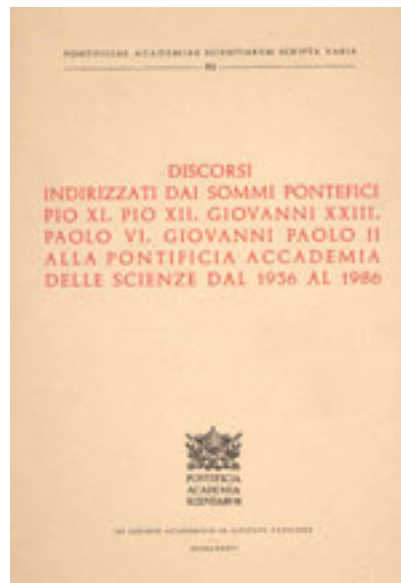 PONTIFICIAE ACADEMIAE SCIENTIARVM SCRIPTA VARIA
DISCORSI
INDIRIZZATI DAI SOMMI PONTEFICI
PIO XI, PIO XII, GIOVANNI XXIII,
PAOLO VI, GIOVANNI PAOLO II
ALLA PONTIFICIA ACCADEMIA
DELLE SCIENZE DAL 1936 AL 1986
PONTIFICIA
ACADEMIA
SCIENTIARVM